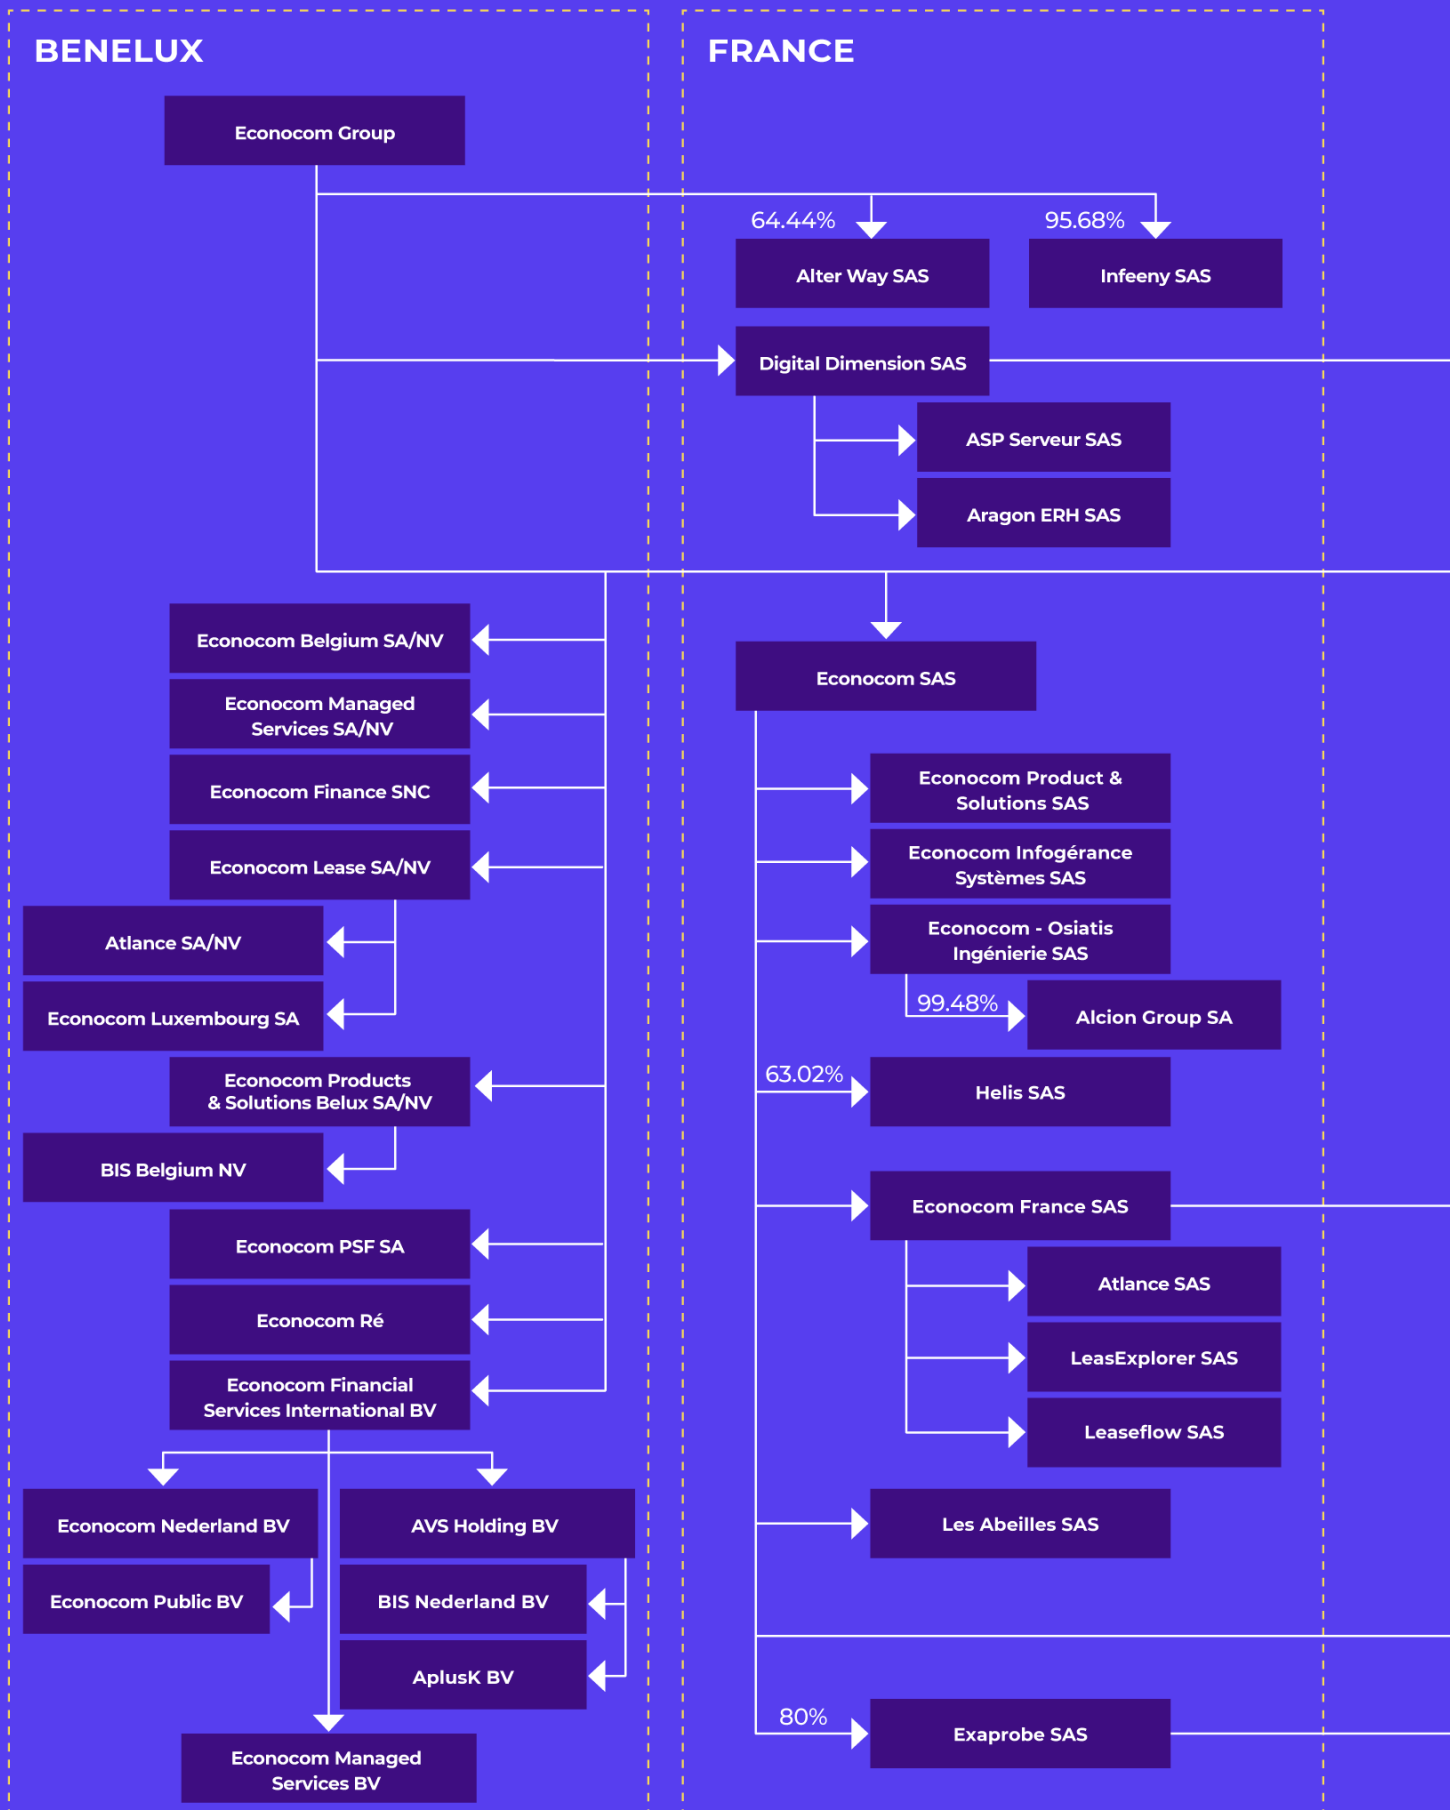 BENELUX
Econocom Group
Econocom Belgium SA/NV
Econocom Managed
Services SA/NV
Econocom Finance SNC
Econocom Lease SA/NV
Atlance SA/NV
Econocom Luxembourg SA
Econocom Products
& Solutions Belux SA/NV
BIS Belgium NV
Econocom PSF SA
Econocom Ré
Econocom Financial
Services International BV
Econocom Nederland BV
Econocom Public BV
AVS Holding BV
BIS Nederland BV
AplusK BV
Econocom Managed
Services BV
FRANCE
64.44%
Alter Way SAS
95.68%
Infeeny SAS
Digital Dimension SAS
ASP Serveur SAS
Aragon ERH SAS
Econocom SAS
Econocom Product &
Solutions SAS
Econocom Infogérance
Systèmes SAS
Econocom - Osiatis
Ingénierie SAS
99.48%
Alcion Group SA
63.02%
Helis SAS
Econocom France SAS
Atlance SAS
LeasExplorer SAS
Leaseflow SAS
Les Abeilles SAS
80%
Exaprobe SAS